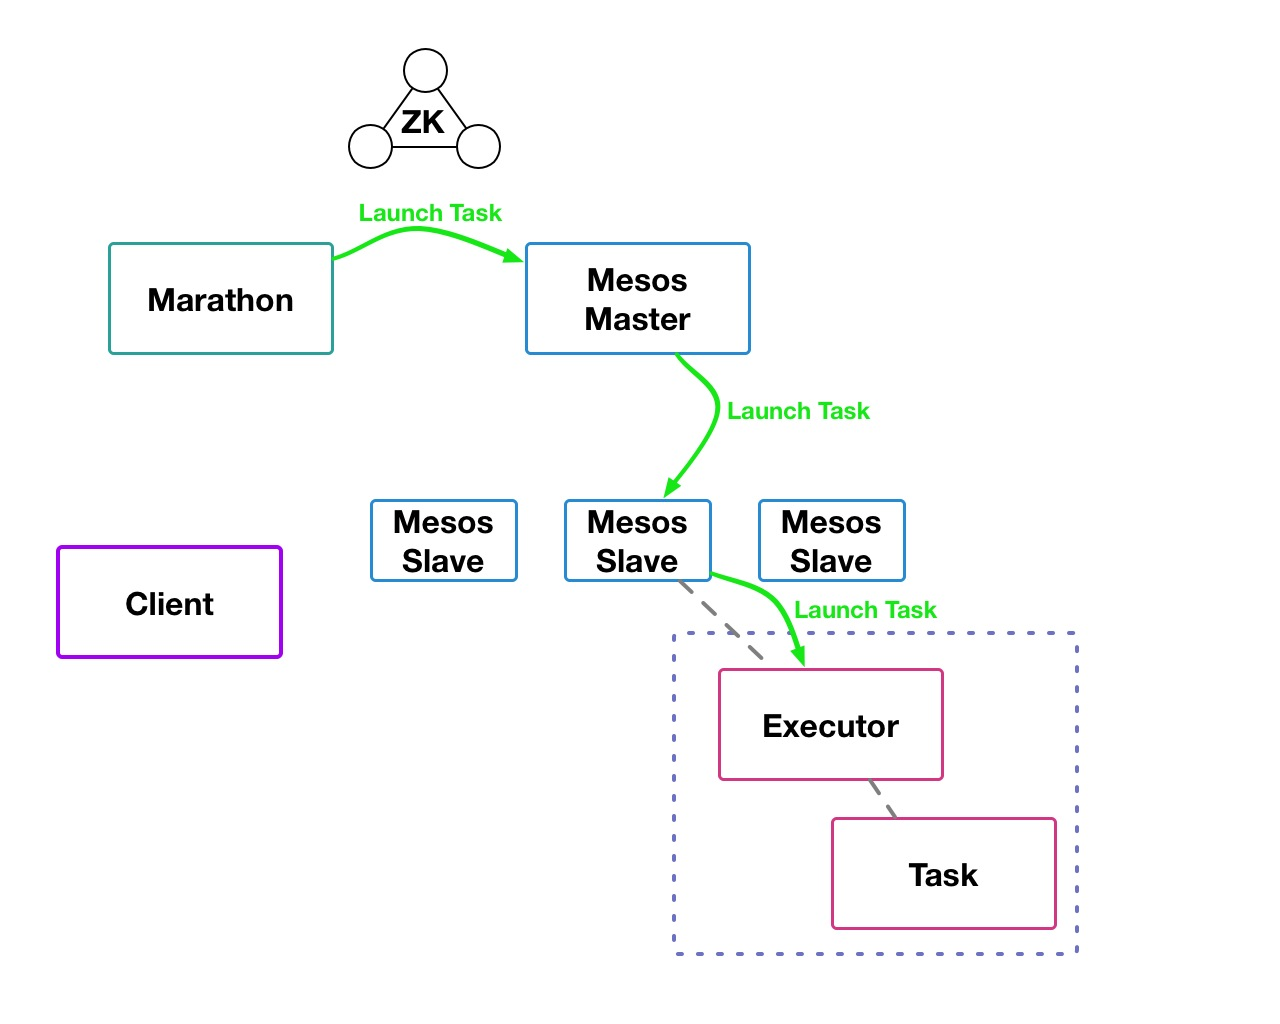 ZK
Launch Task
Marathon
Mesos
Master
Launch Task
Mesos
Slave
Mesos
Slave
Mesos
Slave
Client
Launch Task
Executor
Task